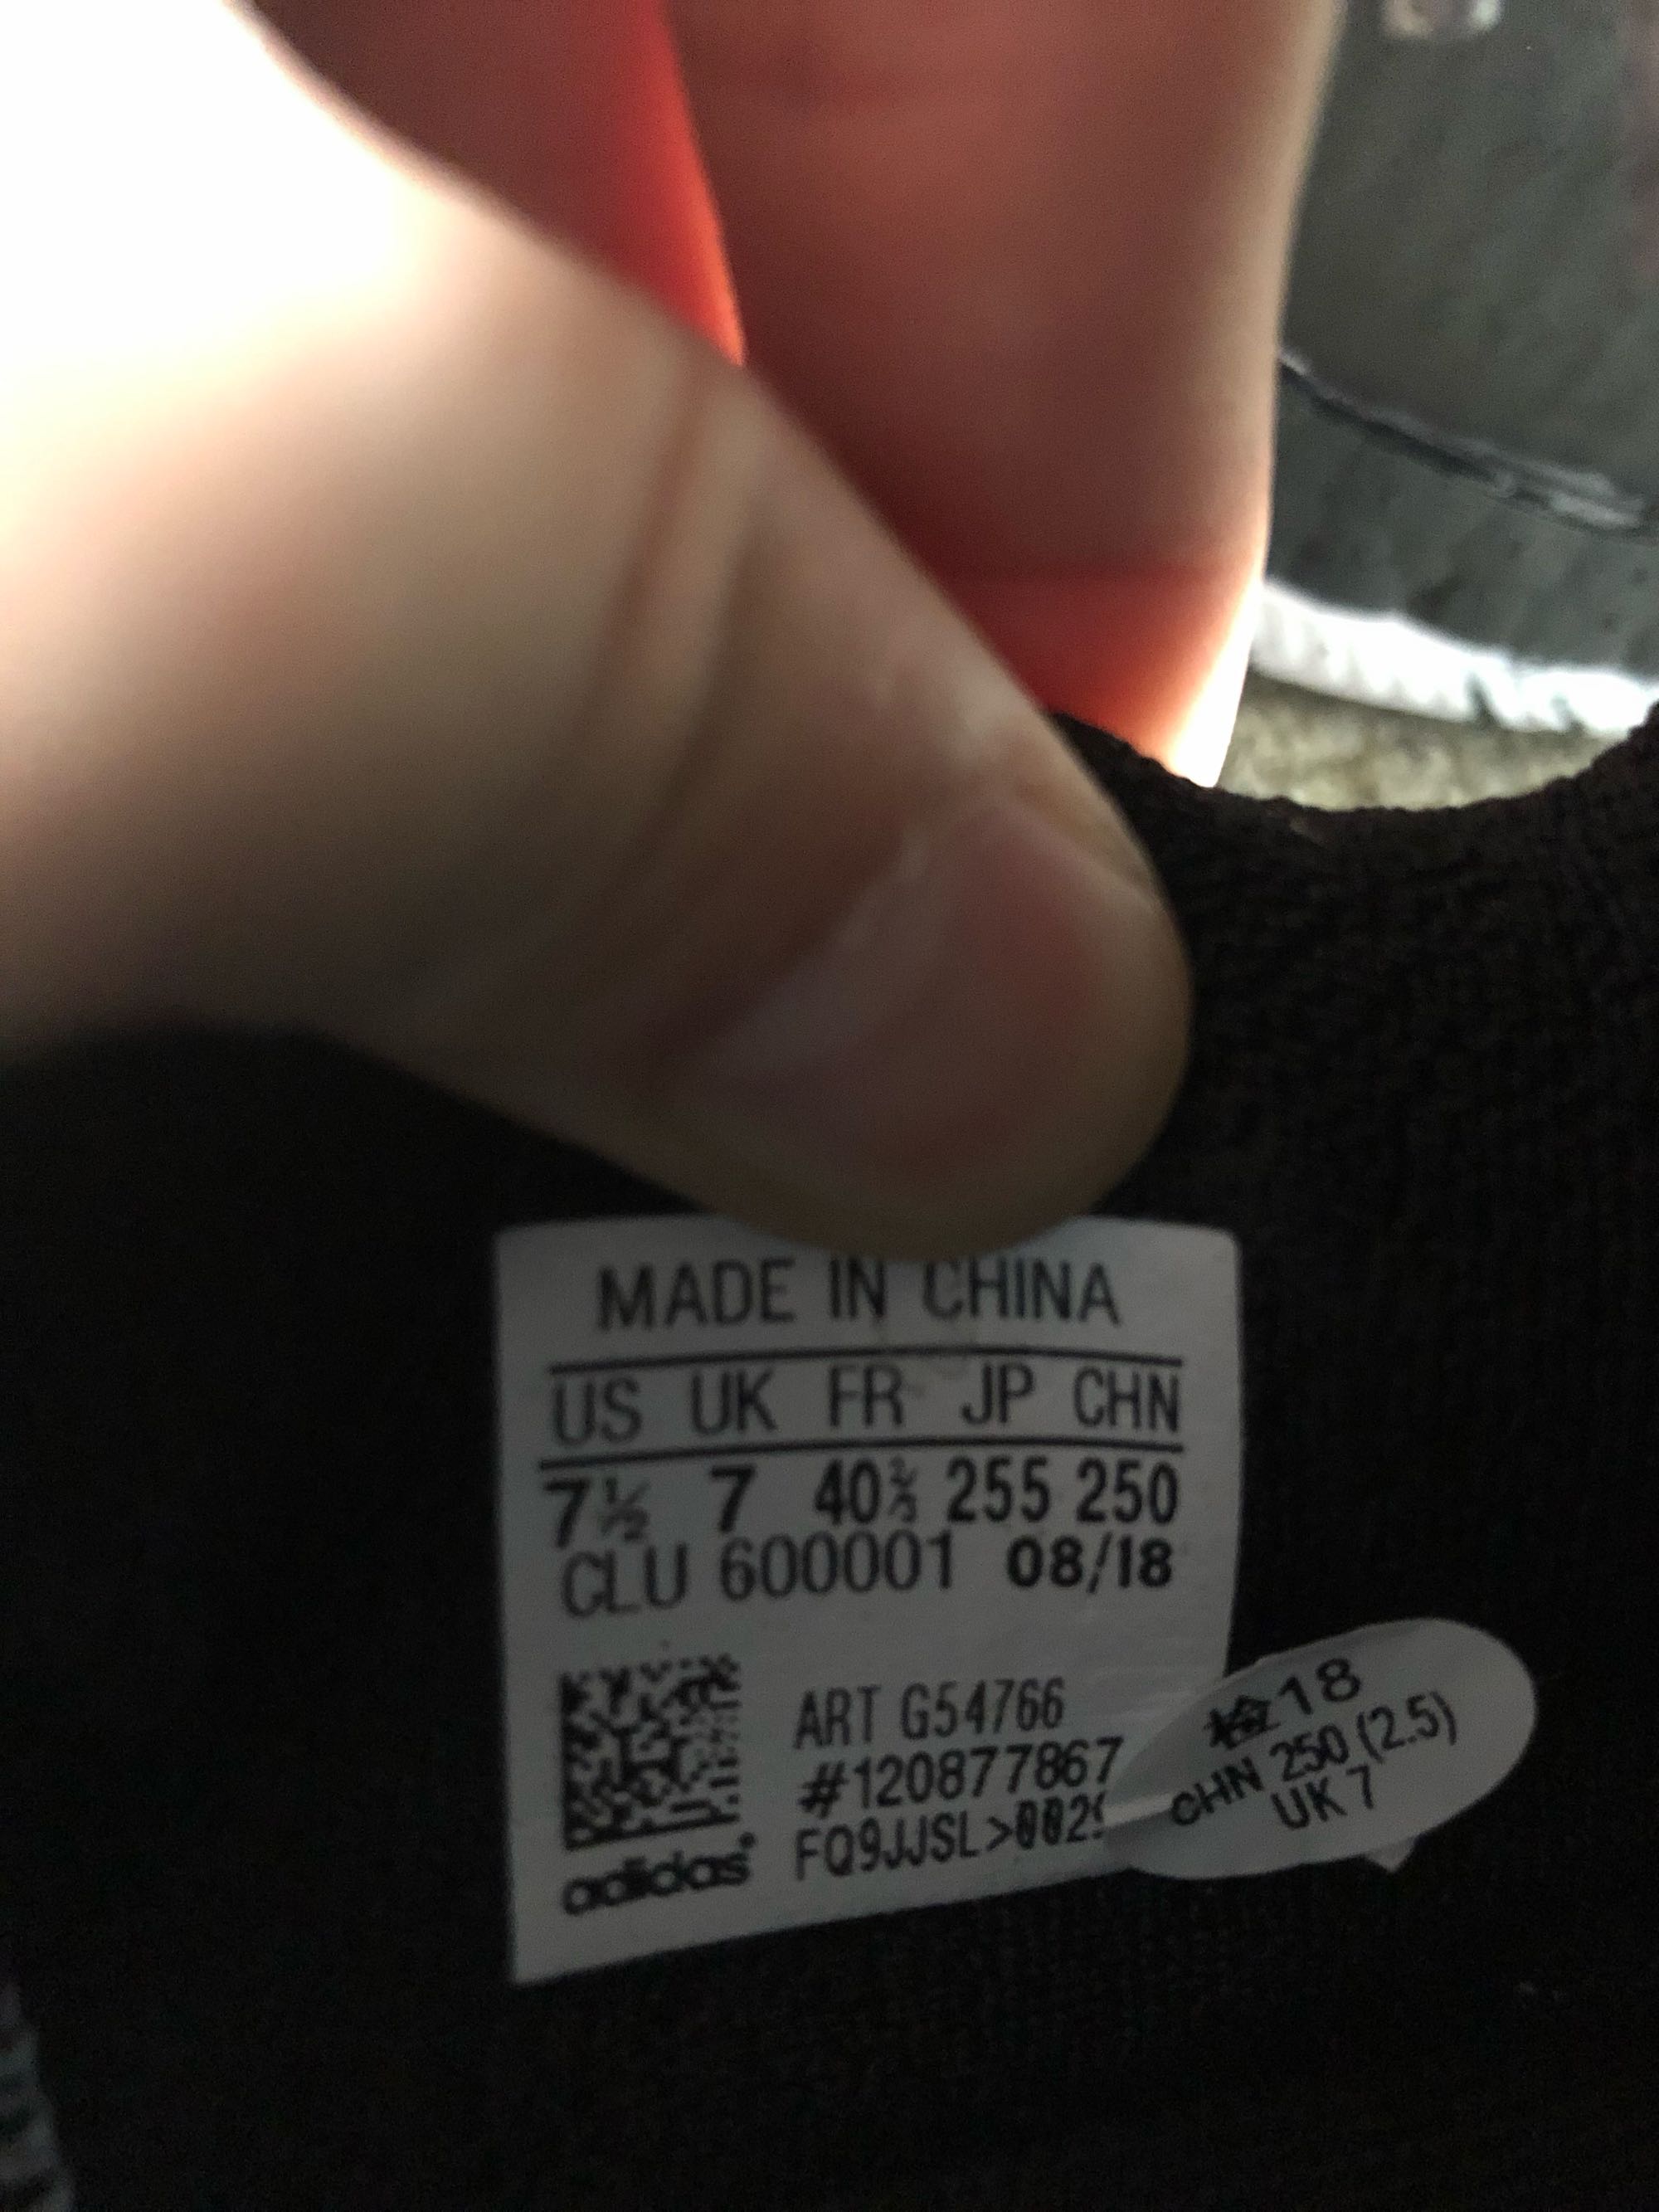 MADE IN CHINA
US UK FR JP CHN
7½ 7 40⅔ 255 250
CLU 600001 08/18
ART G54766
#120877867
FQ9JJSL>0029
adidas
检18
CHN 250 (2.5)
UK 7